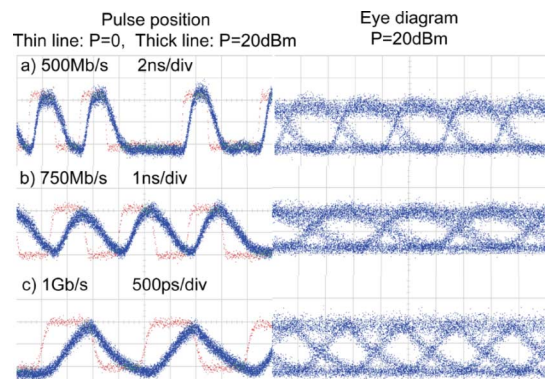 Pulse position
Thin line: P=0, Thick line: P=20dBm
Eye diagram
P=20dBm
a) 500Mb/s 2ns/div
b) 750Mb/s 1ns/div
c) 1Gb/s 500ps/div